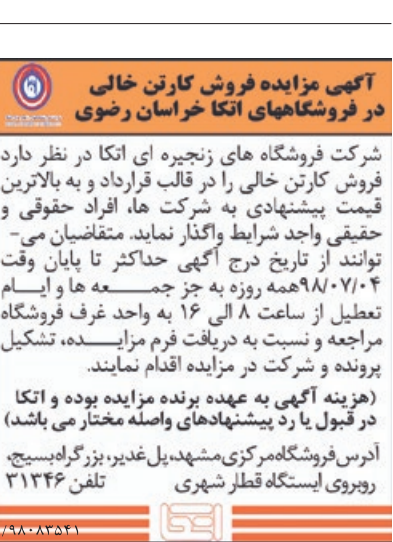 آگهی مزایده فروش کارتن خالی
در فروشگاههای اتکا خراسان رضوی
شرکت فروشگاه های زنجیره ای اتکا در نظر دارد
فروش کارتن خالی را در قالب قرارداد و به بالاترین
قیمت پیشنهادی به شرکت ها، افراد حقوقی و
حقیقی واجد شرایط واگذار نماید. متقاضیان می-
توانند از تاریخ درج آگهی حداکثر تا پایان وقت
۹۸/۰۷/۰۴همه روزه به جز جمـــعه ها و ایـــام
تعطیل از ساعت ۸ الی ۱۶ به واحد غرف فروشگاه
مراجعه و نسبت به دریافت فرم مزایـــده، تشکیل
پرونده و شرکت در مزایده اقدام نمایند.
(هزینه آگهی به عهده برنده مزایده بوده و اتکا
در قبول یا رد پیشنهادهای واصله مختار می باشد)
آدرس فروشگاه مرکزی مشهد، پل غدیر، بزرگراه بسیج،
روبروی ایستگاه قطار شهری تلفن ۳۱۳۴۶
اتکا
/۹۸۰۸۳۵۴۱